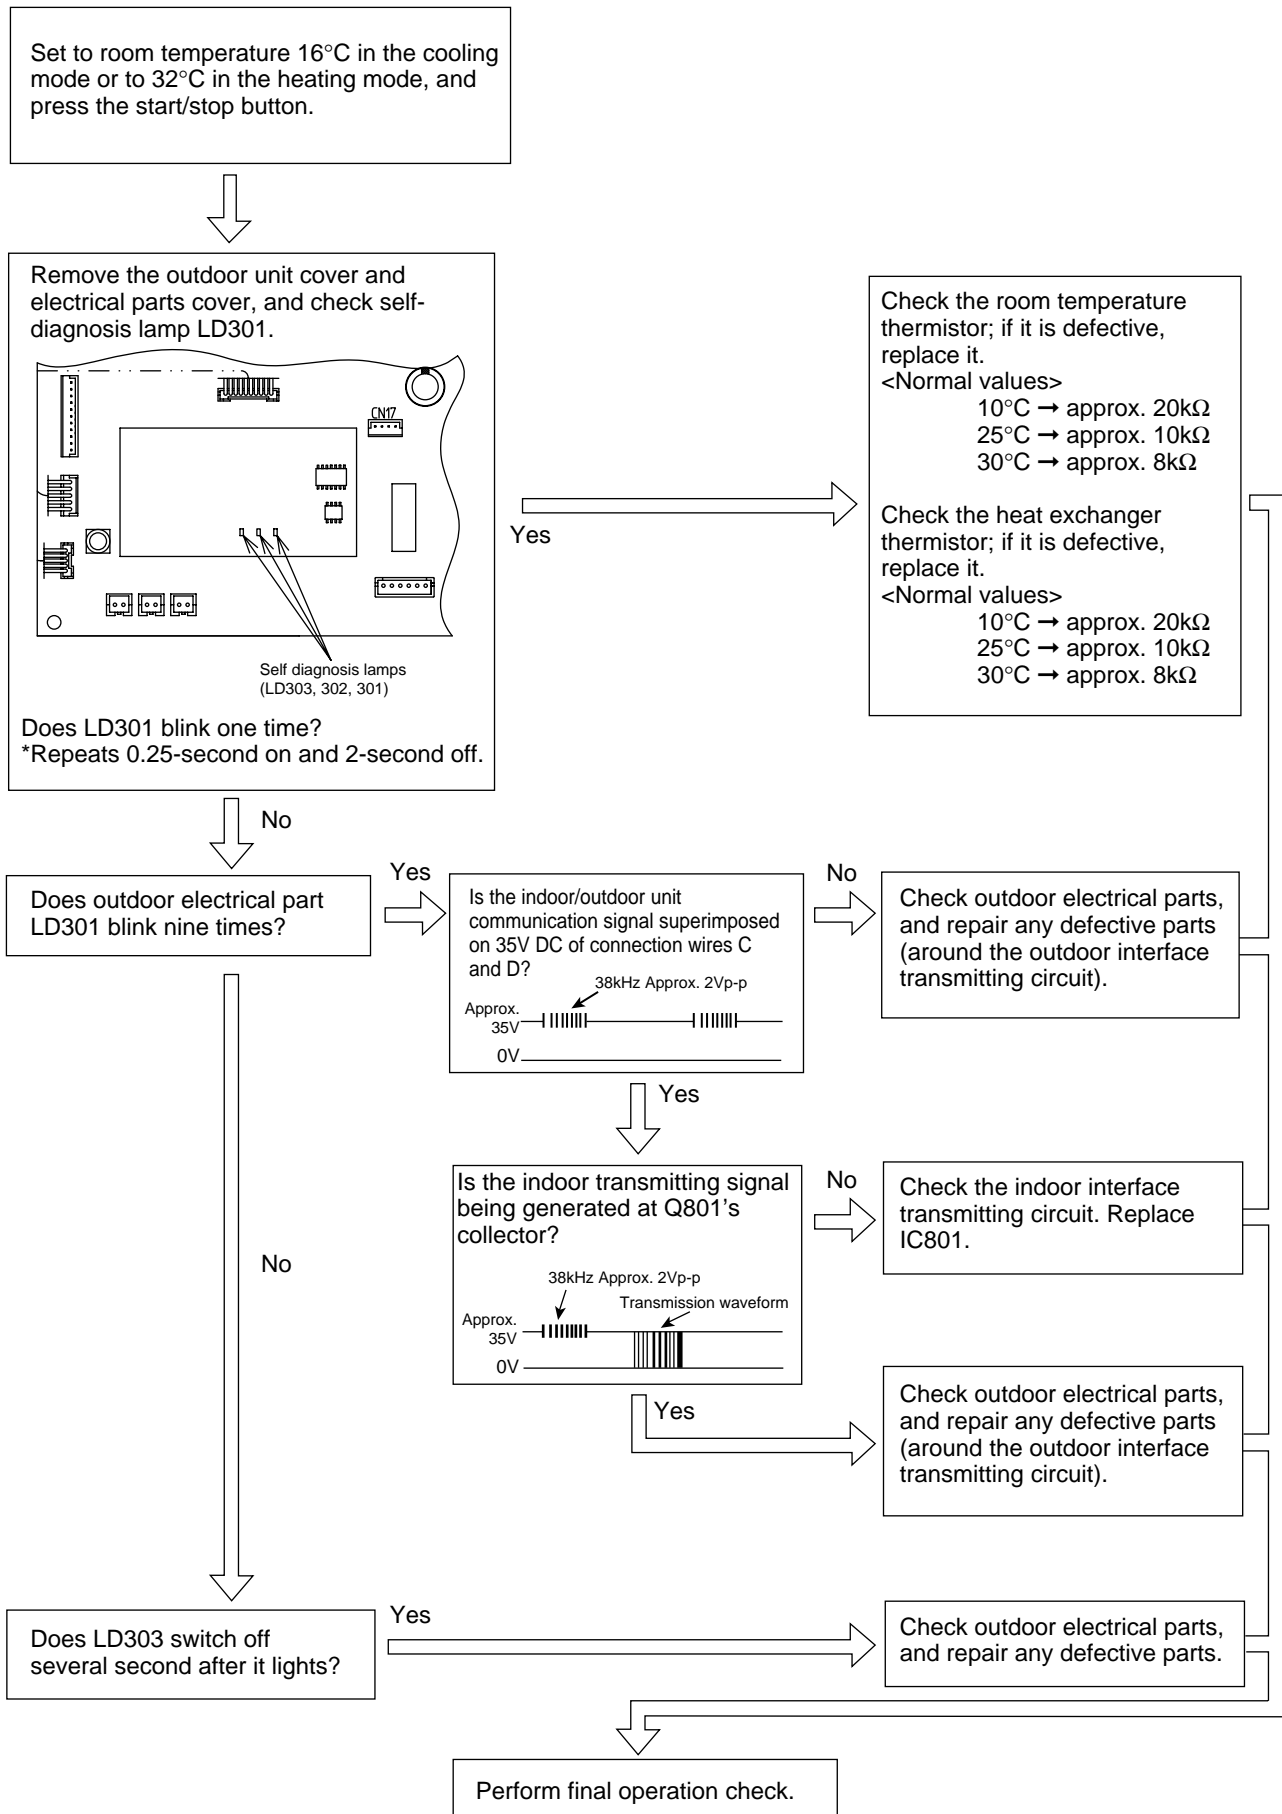 Set to room temperature 16°C in the cooling
mode or to 32°C in the heating mode, and
press the start/stop button.
Remove the outdoor unit cover and
electrical parts cover, and check self-
diagnosis lamp LD301.
CN17
Self diagnosis lamps
(LD303, 302, 301)
Does LD301 blink one time?
*Repeats 0.25-second on and 2-second off.
Yes
Check the room temperature
thermistor; if it is defective,
replace it.
<Normal values>
10°C → approx. 20kΩ
25°C → approx. 10kΩ
30°C → approx. 8kΩ
Check the heat exchanger
thermistor; if it is defective,
replace it.
<Normal values>
10°C → approx. 20kΩ
25°C → approx. 10kΩ
30°C → approx. 8kΩ
No
Does outdoor electrical part
LD301 blink nine times?
Yes
Is the indoor/outdoor unit
communication signal superimposed
on 35V DC of connection wires C
and D?
38kHz Approx. 2Vp-p
Approx.
35V
0V
No
Check outdoor electrical parts,
and repair any defective parts
(around the outdoor interface
transmitting circuit).
Yes
Is the indoor transmitting signal
being generated at Q801's
collector?
38kHz Approx. 2Vp-p
Transmission waveform
Approx.
35V
0V
No
Check the indoor interface
transmitting circuit. Replace
IC801.
Yes
Check outdoor electrical parts,
and repair any defective parts
(around the outdoor interface
transmitting circuit).
No
Does LD303 switch off
several second after it lights?
Yes
Check outdoor electrical parts,
and repair any defective parts.
Perform final operation check.